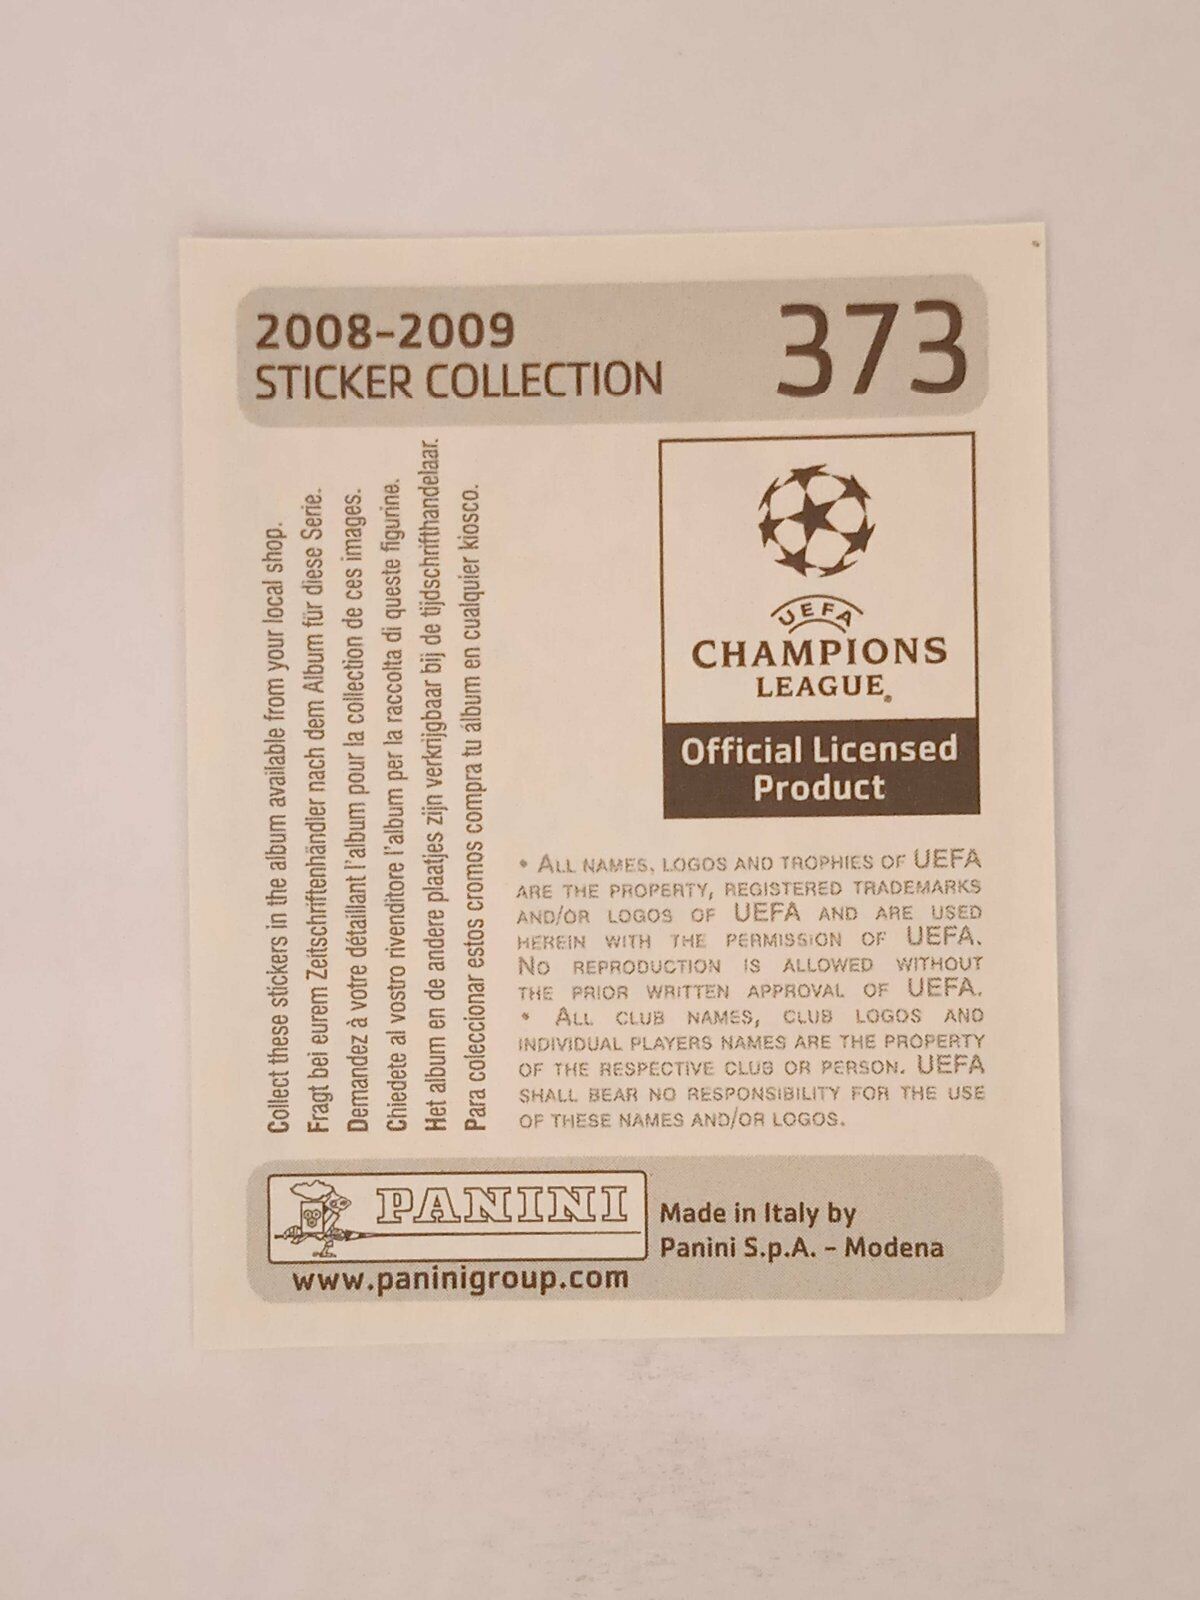 2008-2009
STICKER COLLECTION
373
Collect these stickers in the album available from your local shop.
Fragt bei eurem Zeitschriftenhändler nach dem Album für diese Serie.
Demandez à votre détaillant l'album pour la collection de ces images.
Chiedete al vostro rivenditore l'album per la raccolta di queste figurine.
Het album en de andere plaatjes zijn verkrijgbaar bij de tijdschrifthandelaar.
Para coleccionar estos cromos compra tu álbum en cualquier kiosco.
UEFA
CHAMPIONS
LEAGUE®
Official Licensed
Product
• ALL NAMES, LOGOS AND TROPHIES OF UEFA
ARE THE PROPERTY, REGISTERED TRADEMARKS
AND/OR LOGOS OF UEFA AND ARE USED
HEREIN WITH THE PERMISSION OF UEFA.
NO REPRODUCTION IS ALLOWED WITHOUT
THE PRIOR WRITTEN APPROVAL OF UEFA.
• ALL CLUB NAMES, CLUB LOGOS AND
INDIVIDUAL PLAYERS NAMES ARE THE PROPERTY
OF THE RESPECTIVE CLUB OR PERSON. UEFA
SHALL BEAR NO RESPONSIBILITY FOR THE USE
OF THESE NAMES AND/OR LOGOS.
PANINI
www.paninigroup.com
Made in Italy by
Panini S.p.A. - Modena